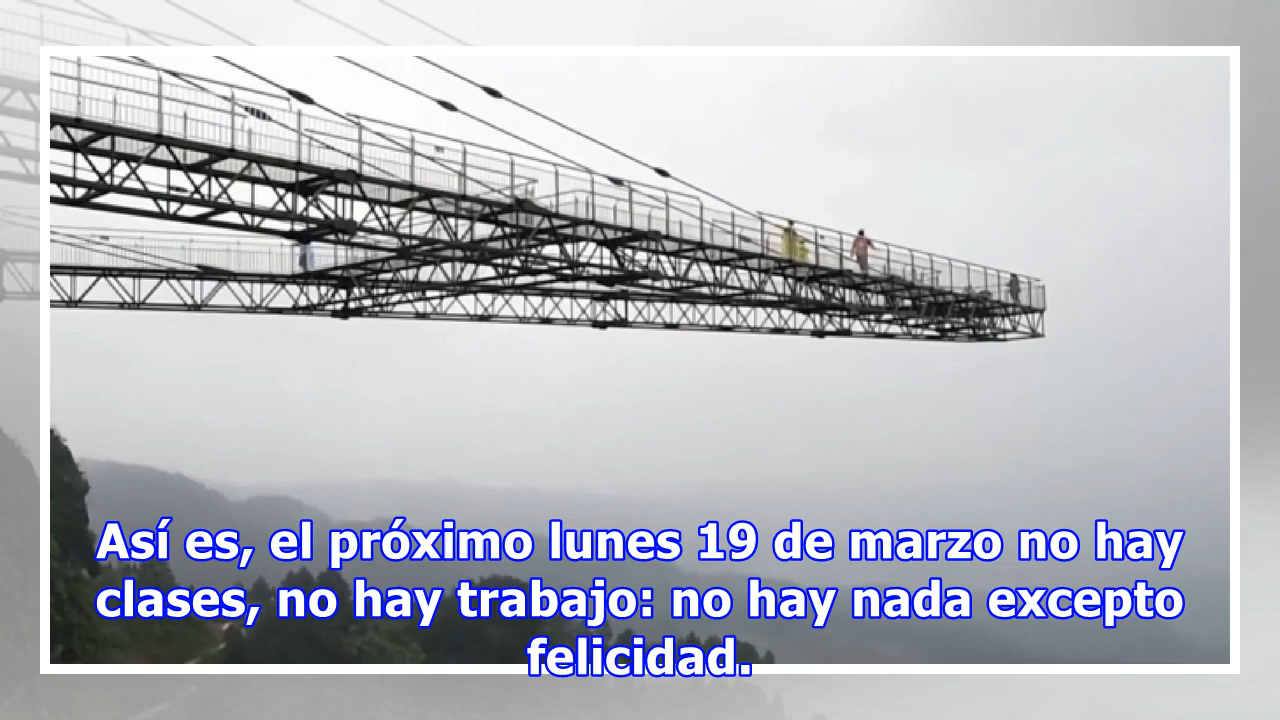 Así es, el próximo lunes 19 de marzo no hay
clases, no hay trabajo: no hay nada excepto
felicidad.